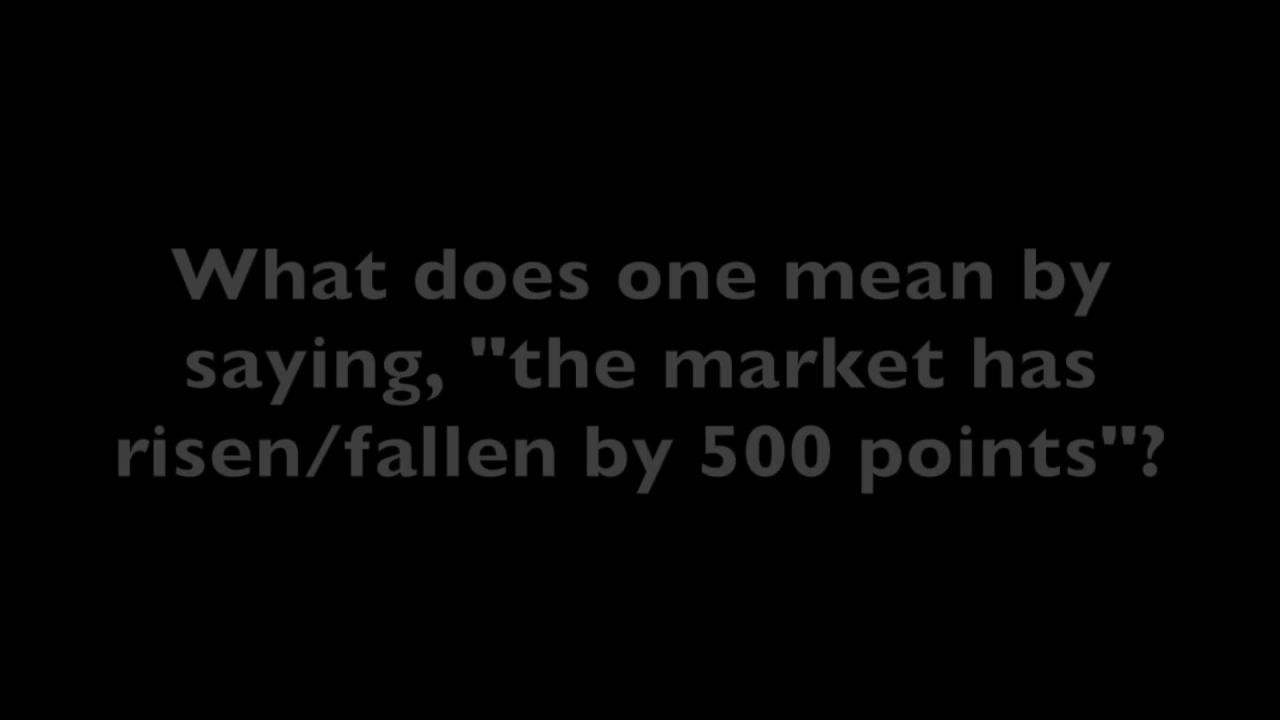 What does one mean by
saying, "the market has
risen/fallen by 500 points"?